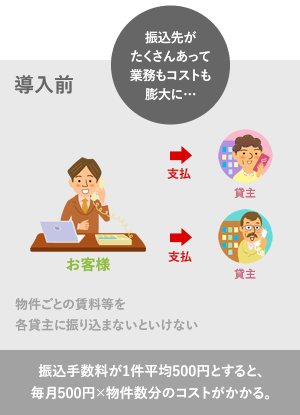 振込先が
たくさんあって
業務もコストも
膨大に…
導入前
支払
貸主
支払
貸主
お客様
物件ごとの賃料等を
各貸主に振り込まないといけない
振込手数料が1件平均500円とすると、
毎月500円×物件数分のコストがかかる。